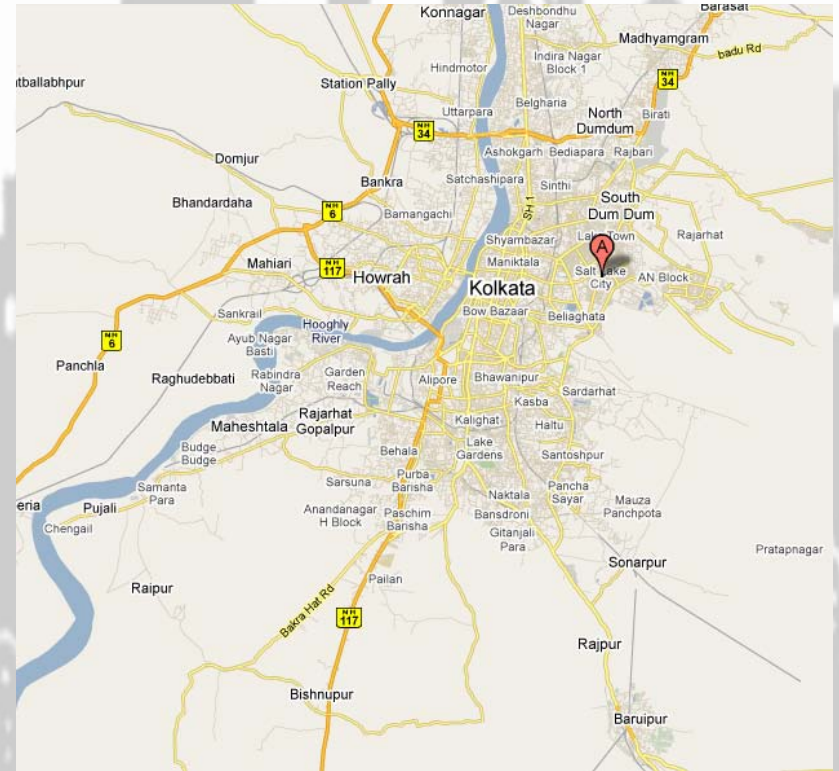 Konnagar
Deshbondhu
Nagar
Barasat
Madhyamgram
badu Rd
Hindmotor
Indira Nagar
Block 1
NH
34
Station Pally
tballabhpur
Uttarpara
Belgharia
North
Dumdum
Birati
NH
34
Ashokgarh
Bediapara
Rajbari
Domjur
Bankra
Satchashipara
Sinthi
SH 1
Bhandardaha
NH
6
Bamangachi
South
Dum Dum
Shyambazar
Lake Town
Rajarhat
A
Mahiari
NH
117
Howrah
Maniktala
Salt Lake
City
AN Block
Kolkata
Sankrail
Hooghly
River
Bow Bazaar
Beliaghata
NH
6
Ayub Nagar
Basti
Panchla
Raghudebbati
Rabindra
Nagar
Garden
Reach
Alipore
Bhawanipur
Sardarhat
Kasba
Maheshtala
Rajarhat
Gopalpur
Kalighat
Haltu
Budge
Budge
Behala
Lake
Gardens
Santoshpur
Samanta
Para
Sarsuna
Purba
Barisha
Naktala
Pancha
Sayar
Mauza
Panchpota
eria
Pujali
Chengail
Anandanagar
H Block
Paschim
Barisha
Bansdroni
Gitanjali
Para
Pratapnagar
Sonarpur
Raipur
Pailan
Bakra Hat Rd
NH
117
Rajpur
Bishnupur
Baruipur